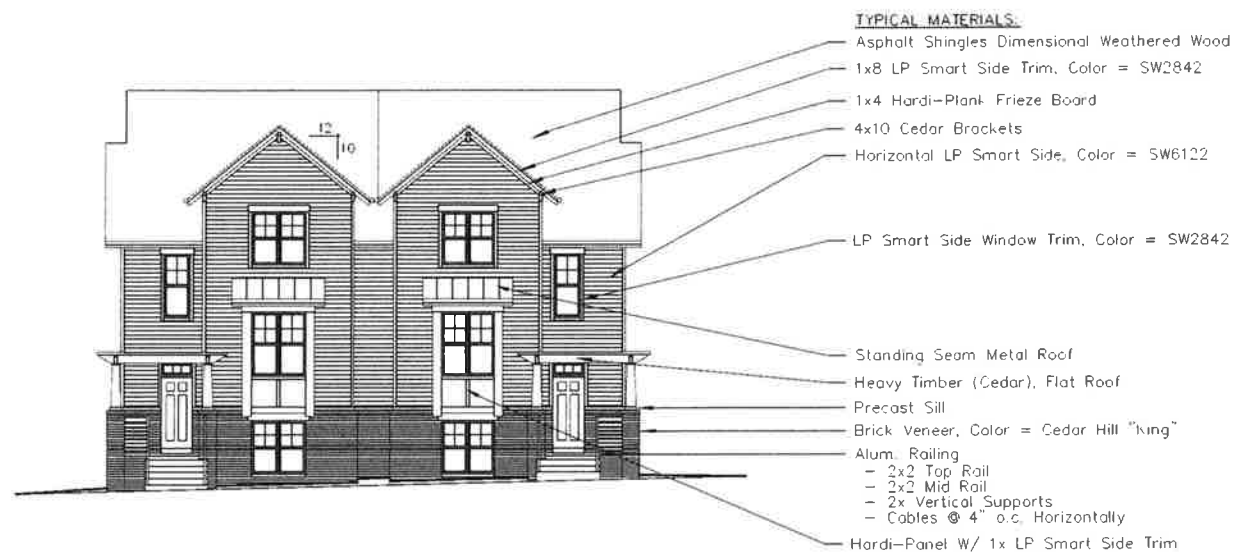 TYPICAL MATERIALS:
Asphalt Shingles Dimensional Weathered Wood
1x8 LP Smart Side Trim, Color = SW2842
1x4 Hardi-Plank Frieze Board
4x10 Cedar Brackets
Horizontal LP Smart Side, Color = SW6122
LP Smart Side Window Trim, Color = SW2842
Standing Seam Metal Roof
Heavy Timber (Cedar), Flat Roof
Precast Sill
Brick Veneer, Color = Cedar Hill "King"
Alum. Railing
- 2x2 Top Rail
- 2x2 Mid Rail
- 2x Vertical Supports
- Cables @ 4" o.c. Horizontally
Hardi-Panel W/ 1x LP Smart Side Trim
12
10